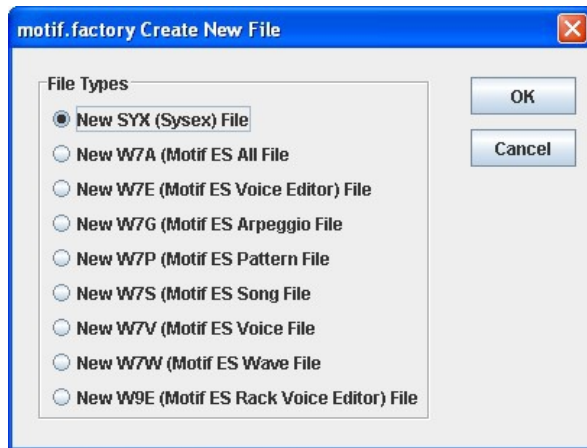 motif.factory Create New File
File Types
New SYX (Sysex) File
New W7A (Motif ES All File
New W7E (Motif ES Voice Editor) File
New W7G (Motif ES Arpeggio File
New W7P (Motif ES Pattern File
New W7S (Motif ES Song File
New W7V (Motif ES Voice File
New W7W (Motif ES Wave File
New W9E (Motif ES Rack Voice Editor) File
OK
Cancel